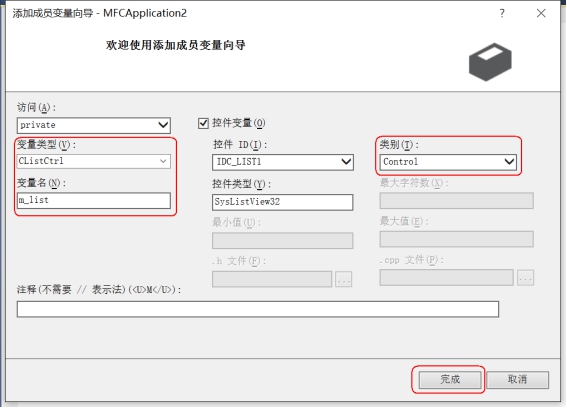 添加成员变量向导 - MFCApplication2
欢迎使用添加成员变量向导
访问(A):
private
控件变量(O)
变量类型(V):
控件 ID(I):
类别(T):
CListCtrl
IDC_LIST1
Control
变量名(N):
控件类型(Y):
最大字符数(X):
m_list
SysListView32
最小值(U):
最大值(E):
.h 文件(F):
.cpp 文件(P):
...
...
注释(不需要 // 表示法)(<U>M</U>):
完成
取消